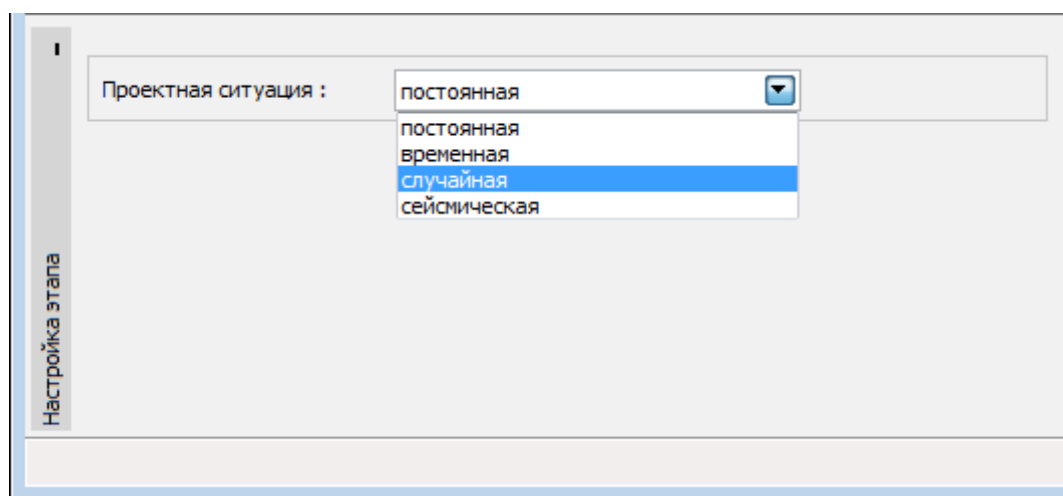 Проектная ситуация :
постоянная
постоянная
временная
случайная
сейсмическая
Настройка этапа